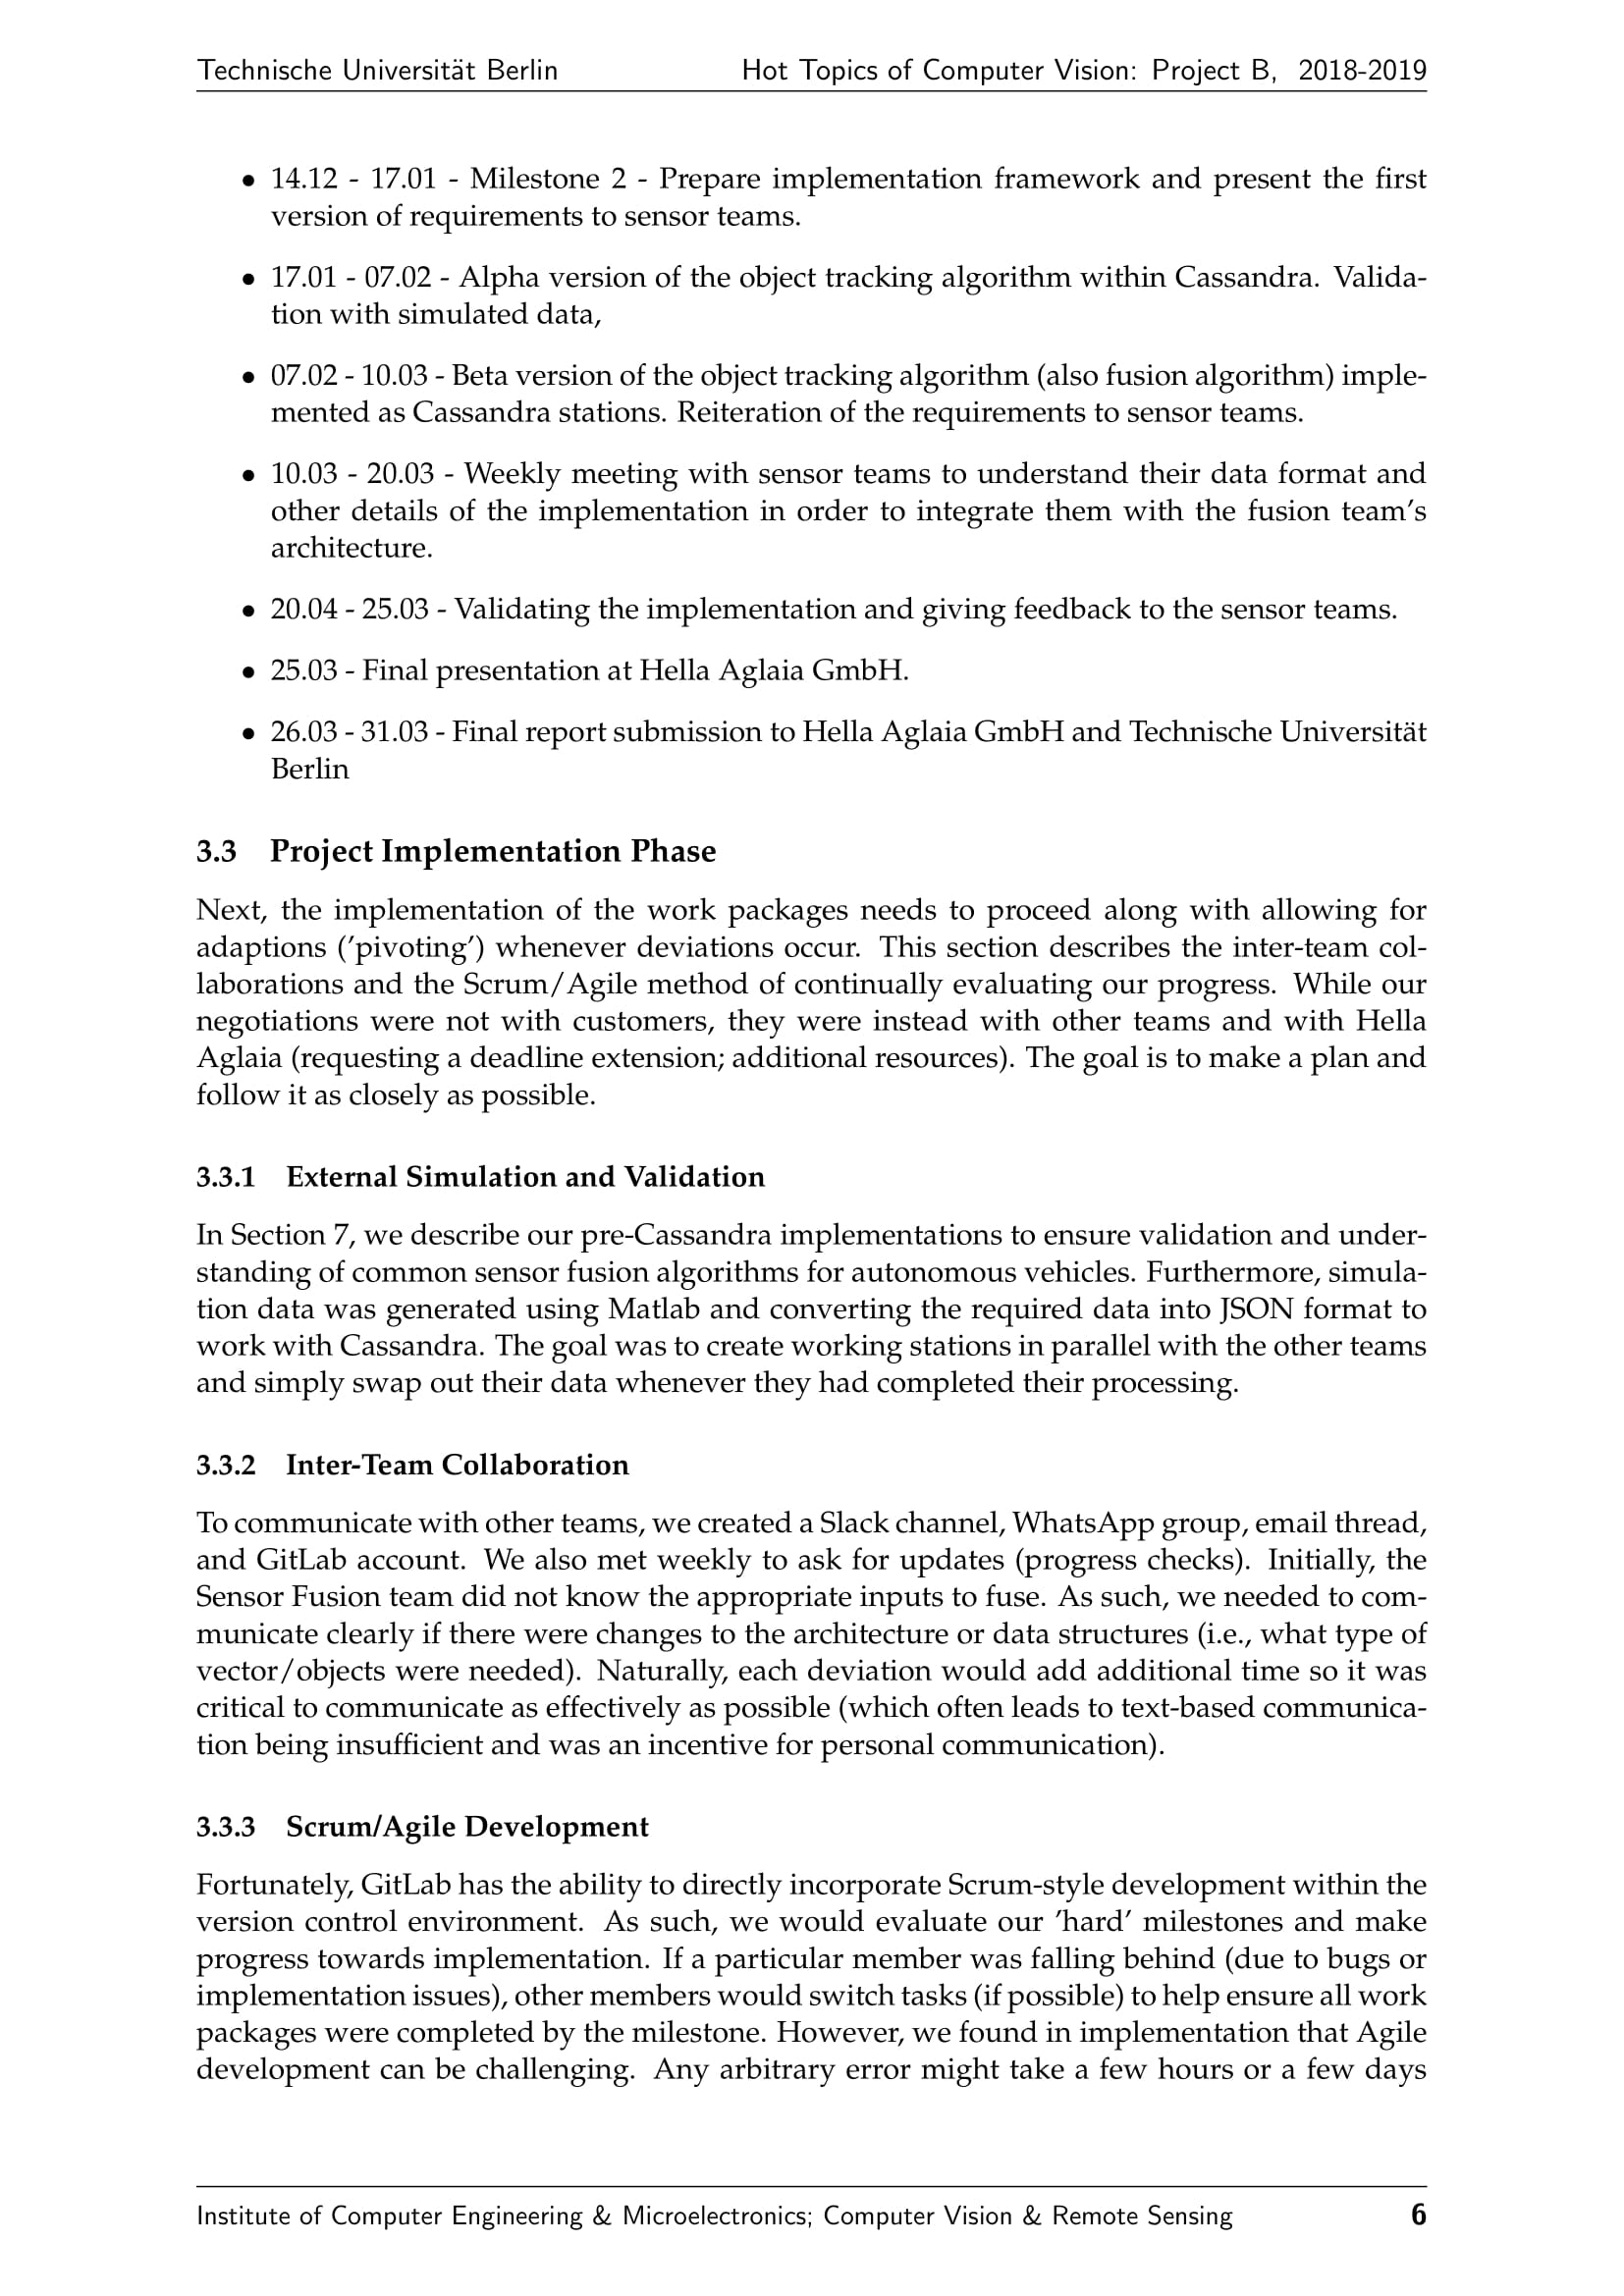 Technische Universität Berlin Hot Topics of Computer Vision: Project B, 2018-2019
• 14.12 - 17.01 - Milestone 2 - Prepare implementation framework and present the first
version of requirements to sensor teams.
• 17.01 - 07.02 - Alpha version of the object tracking algorithm within Cassandra. Valida-
tion with simulated data,
• 07.02 - 10.03 - Beta version of the object tracking algorithm (also fusion algorithm) imple-
mented as Cassandra stations. Reiteration of the requirements to sensor teams.
• 10.03 - 20.03 - Weekly meeting with sensor teams to understand their data format and
other details of the implementation in order to integrate them with the fusion team's
architecture.
• 20.04 - 25.03 - Validating the implementation and giving feedback to the sensor teams.
• 25.03 - Final presentation at Hella Aglaia GmbH.
• 26.03 - 31.03 - Final report submission to Hella Aglaia GmbH and Technische Universität
Berlin
3.3 Project Implementation Phase
Next, the implementation of the work packages needs to proceed along with allowing for
adaptions ('pivoting') whenever deviations occur. This section describes the inter-team col-
laborations and the Scrum/Agile method of continually evaluating our progress. While our
negotiations were not with customers, they were instead with other teams and with Hella
Aglaia (requesting a deadline extension; additional resources). The goal is to make a plan and
follow it as closely as possible.
3.3.1 External Simulation and Validation
In Section 7, we describe our pre-Cassandra implementations to ensure validation and under-
standing of common sensor fusion algorithms for autonomous vehicles. Furthermore, simula-
tion data was generated using Matlab and converting the required data into JSON format to
work with Cassandra. The goal was to create working stations in parallel with the other teams
and simply swap out their data whenever they had completed their processing.
3.3.2 Inter-Team Collaboration
To communicate with other teams, we created a Slack channel, WhatsApp group, email thread,
and GitLab account. We also met weekly to ask for updates (progress checks). Initially, the
Sensor Fusion team did not know the appropriate inputs to fuse. As such, we needed to com-
municate clearly if there were changes to the architecture or data structures (i.e., what type of
vector/objects were needed). Naturally, each deviation would add additional time so it was
critical to communicate as effectively as possible (which often leads to text-based communica-
tion being insufficient and was an incentive for personal communication).
3.3.3 Scrum/Agile Development
Fortunately, GitLab has the ability to directly incorporate Scrum-style development within the
version control environment. As such, we would evaluate our 'hard' milestones and make
progress towards implementation. If a particular member was falling behind (due to bugs or
implementation issues), other members would switch tasks (if possible) to help ensure all work
packages were completed by the milestone. However, we found in implementation that Agile
development can be challenging. Any arbitrary error might take a few hours or a few days
Institute of Computer Engineering & Microelectronics; Computer Vision & Remote Sensing 6